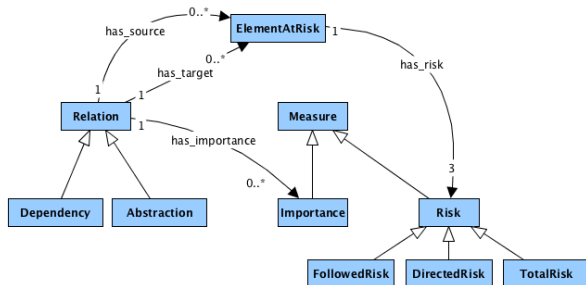 0..*
ElementAtRisk
has_source
1
0..*
has_risk
has_target
1
1
Relation
1
Measure
has_importance
3
0..*
Dependency
Abstraction
Importance
Risk
FollowedRisk
DirectedRisk
TotalRisk